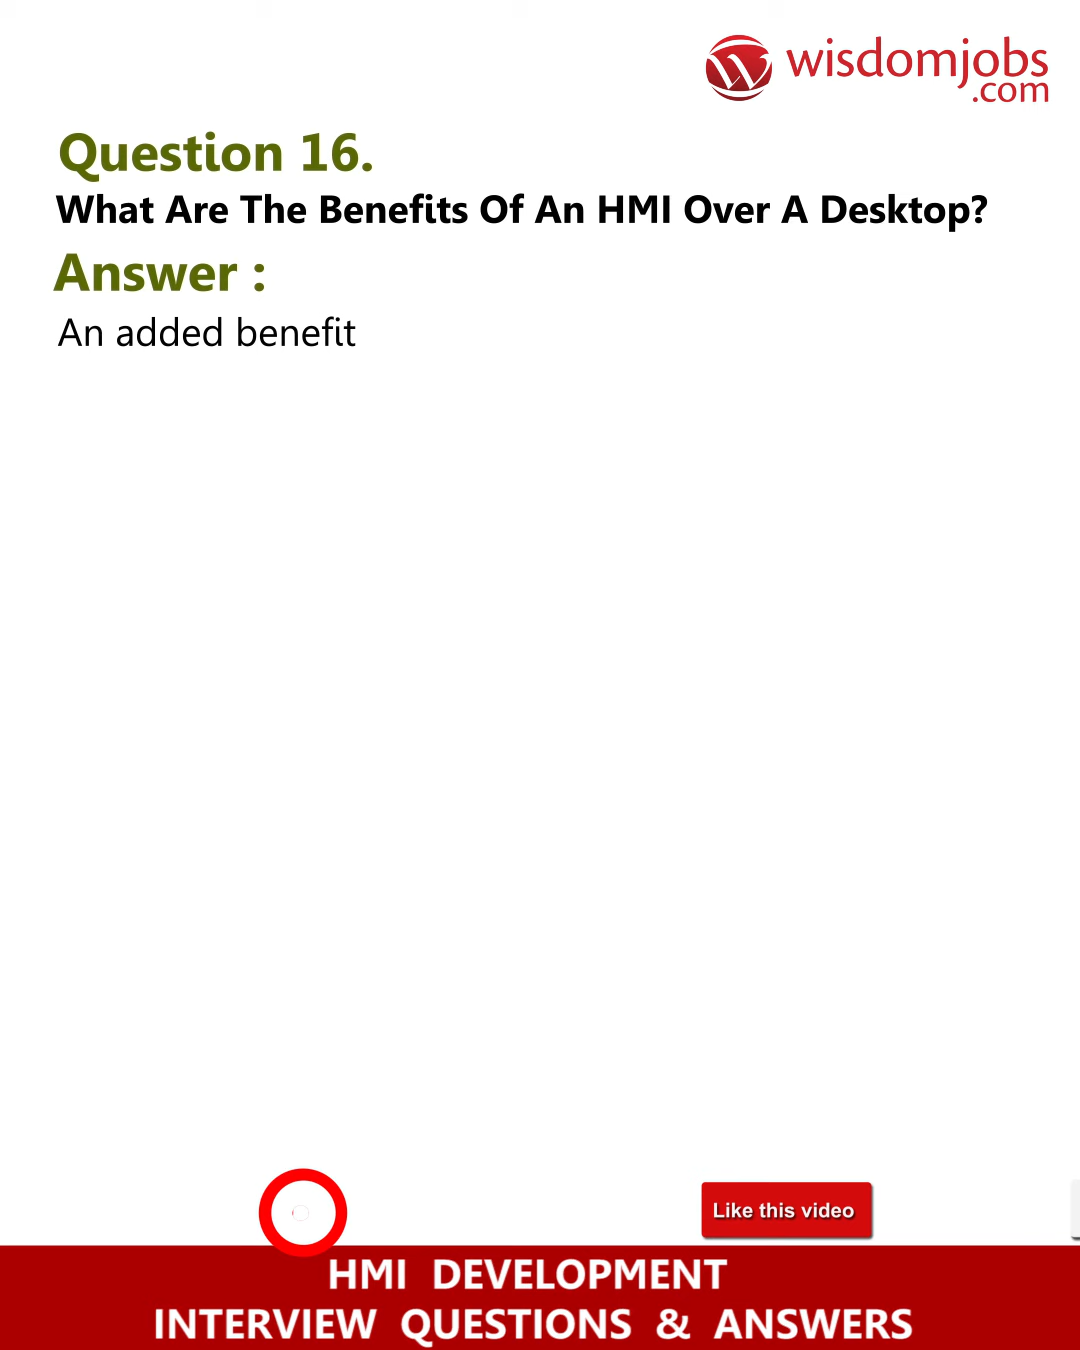 wisdomjobs
.com
Question 16.
What Are The Benefits Of An HMI Over A Desktop?
Answer :
An added benefit
Like this video
HMI DEVELOPMENT
INTERVIEW QUESTIONS & ANSWERS